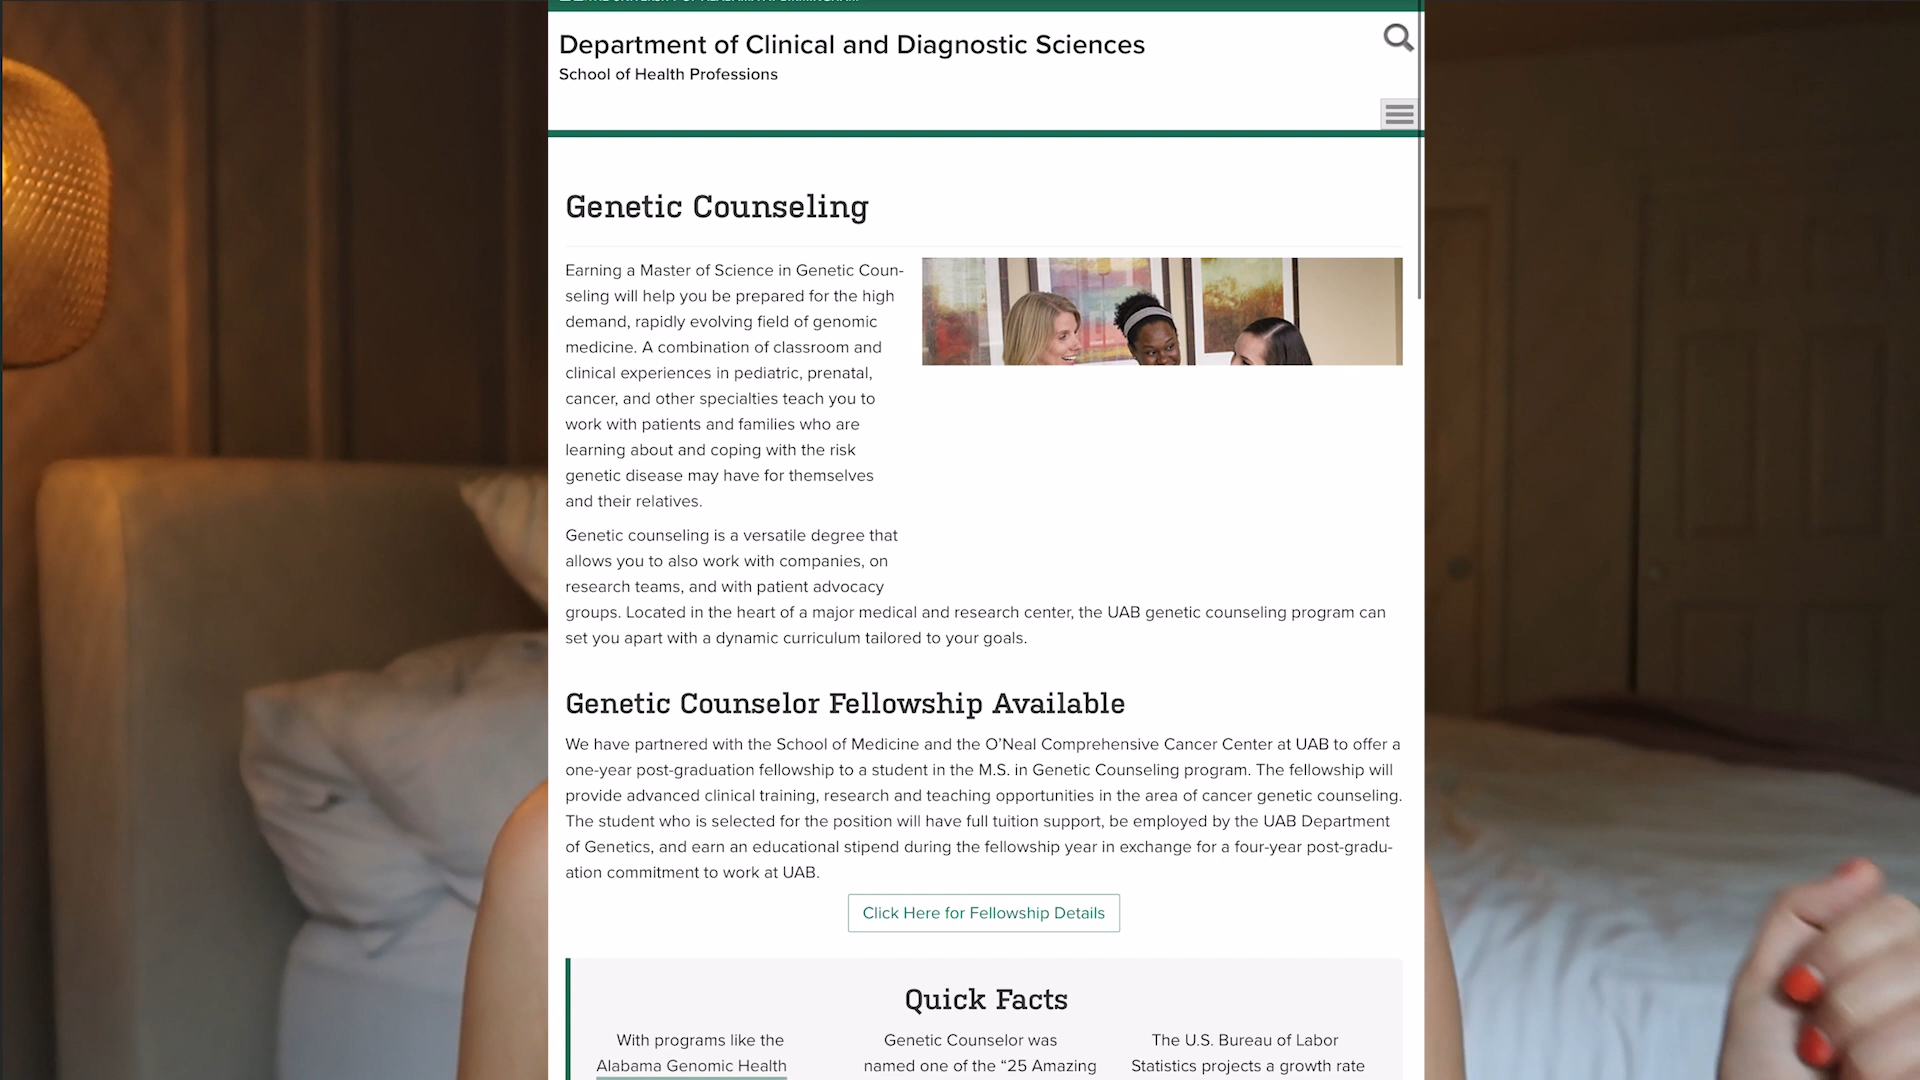 Department of Clinical and Diagnostic Sciences
School of Health Professions
Genetic Counseling
Earning a Master of Science in Genetic Coun-
seling will help you be prepared for the high
demand, rapidly evolving field of genomic
medicine. A combination of classroom and
clinical experiences in pediatric, prenatal,
cancer, and other specialties teach you to
work with patients and families who are
learning about and coping with the risk
genetic disease may have for themselves
and their relatives.
Genetic counseling is a versatile degree that
allows you to also work with companies, on
research teams, and with patient advocacy
groups. Located in the heart of a major medical and research center, the UAB genetic counseling program can
set you apart with a dynamic curriculum tailored to your goals.
Genetic Counselor Fellowship Available
We have partnered with the School of Medicine and the O’Neal Comprehensive Cancer Center at UAB to offer a
one-year post-graduation fellowship to a student in the M.S. in Genetic Counseling program. The fellowship will
provide advanced clinical training, research and teaching opportunities in the area of cancer genetic counseling.
The student who is selected for the position will have full tuition support, be employed by the UAB Department
of Genetics, and earn an educational stipend during the fellowship year in exchange for a four-year post-gradu-
ation commitment to work at UAB.
Click Here for Fellowship Details
Quick Facts
With programs like the
Alabama Genomic Health
Genetic Counselor was
named one of the “25 Amazing
The U.S. Bureau of Labor
Statistics projects a growth rate